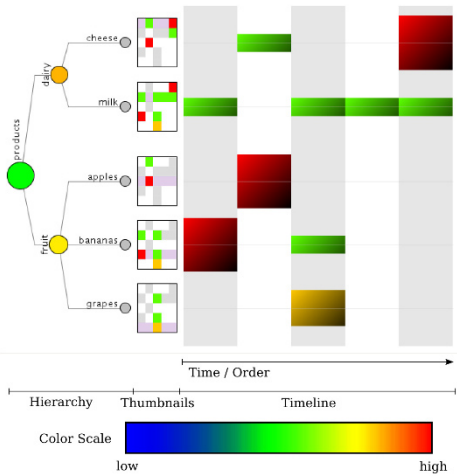 cheese
dairy
milk
products
apples
fruit
bananas
grapes
Time / Order
Hierarchy
Thumbnails
Timeline
Color Scale
low
high